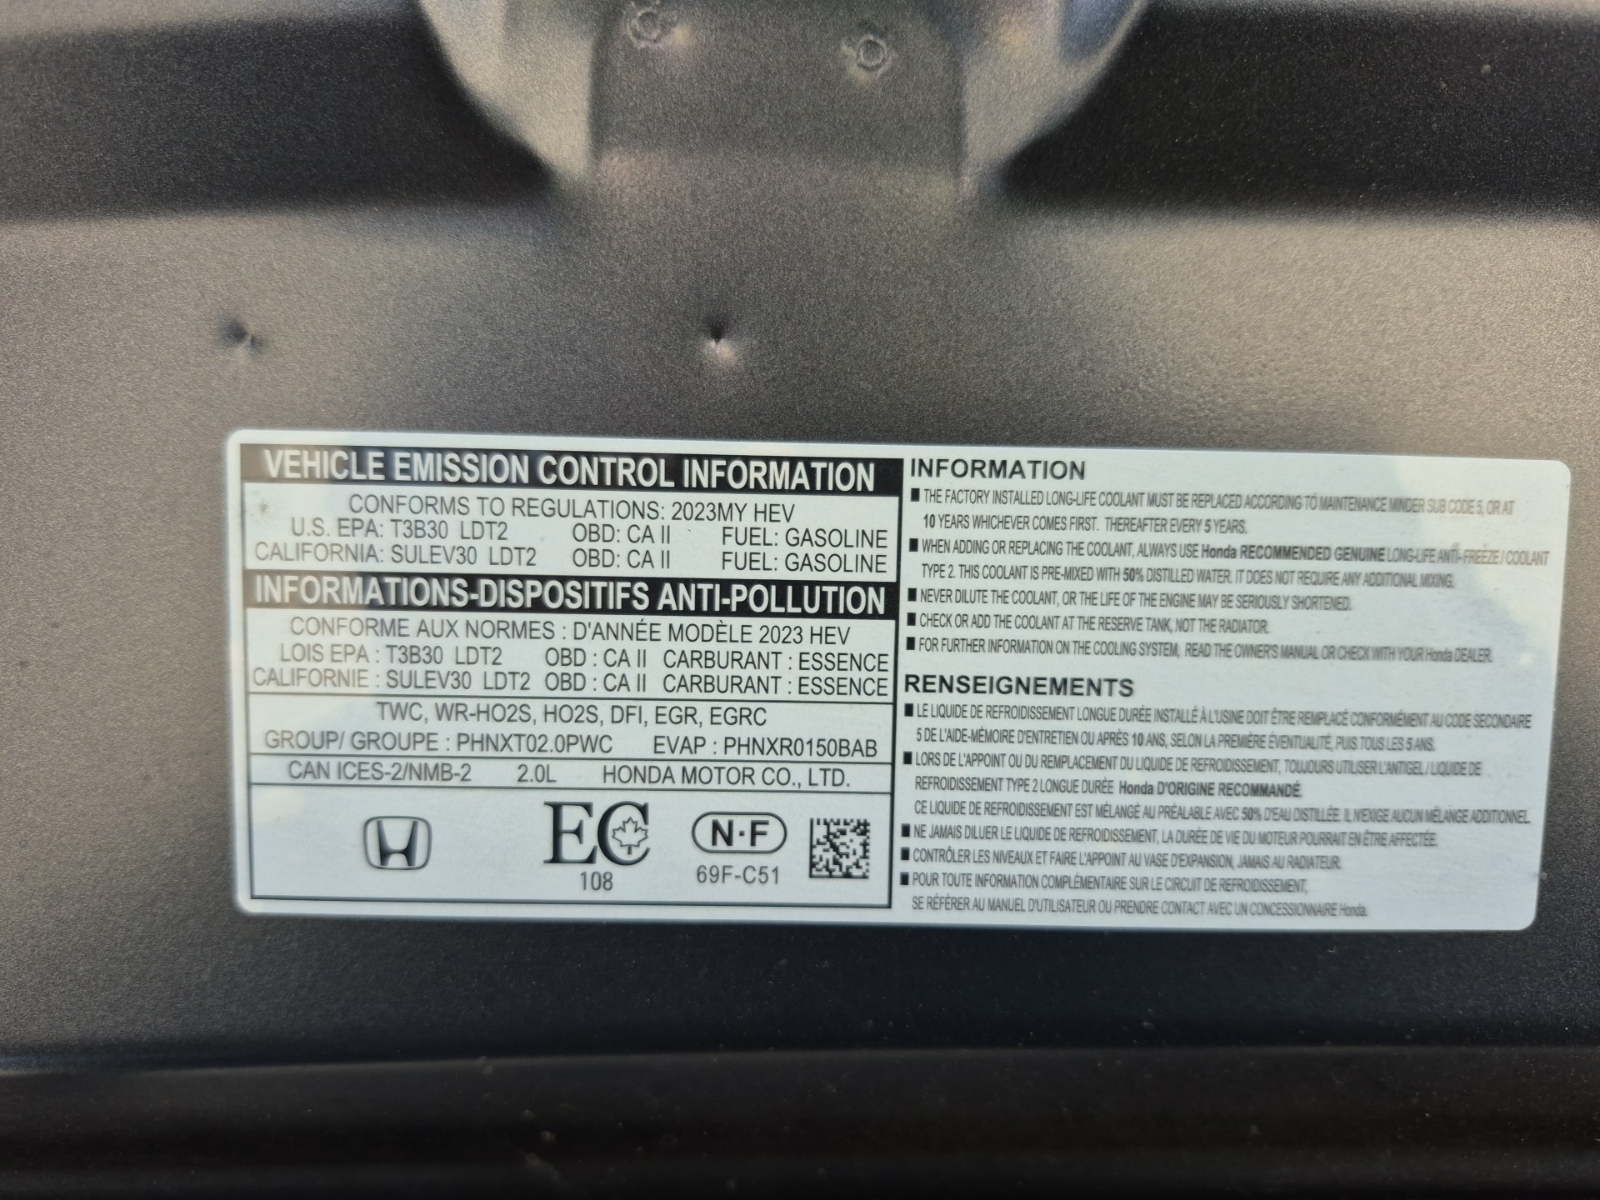 VEHICLE EMISSION CONTROL INFORMATION
CONFORMS TO REGULATIONS: 2023MY HEV
U.S. EPA: T3B30 LDT2 OBD: CA II FUEL: GASOLINE
CALIFORNIA: SULEV30 LDT2 OBD: CA II FUEL: GASOLINE
INFORMATIONS-DISPOSITIFS ANTI-POLLUTION
CONFORME AUX NORMES : D'ANNÉE MODÈLE 2023 HEV
LOIS EPA : T3B30 LDT2 OBD : CA II CARBURANT : ESSENCE
CALIFORNIE : SULEV30 LDT2 OBD : CA II CARBURANT : ESSENCE
TWC, WR-HO2S, HO2S, DFI, EGR, EGRC
GROUP/ GROUPE : PHNXT02.0PWC EVAP : PHNXR0150BAB
CAN ICES-2/NMB-2 2.0L HONDA MOTOR CO., LTD.
EC
108
N·F
69F-C51
INFORMATION
■ THE FACTORY INSTALLED LONG-LIFE COOLANT MUST BE REPLACED ACCORDING TO MAINTENANCE MINDER SUB CODE 5, OR AT
10 YEARS WHICHEVER COMES FIRST. THEREAFTER EVERY 5 YEARS.
■ WHEN ADDING OR REPLACING THE COOLANT, ALWAYS USE Honda RECOMMENDED GENUINE LONG-LIFE ANTI-FREEZE / COOLANT
TYPE 2. THIS COOLANT IS PRE-MIXED WITH 50% DISTILLED WATER. IT DOES NOT REQUIRE ANY ADDITIONAL MIXING.
■ NEVER DILUTE THE COOLANT, OR THE LIFE OF THE ENGINE MAY BE SERIOUSLY SHORTENED.
■ CHECK OR ADD THE COOLANT AT THE RESERVE TANK, NOT THE RADIATOR.
■ FOR FURTHER INFORMATION ON THE COOLING SYSTEM, READ THE OWNER'S MANUAL OR CHECK WITH YOUR Honda DEALER.
RENSEIGNEMENTS
■ LE LIQUIDE DE REFROIDISSEMENT LONGUE DURÉE INSTALLÉ À L'USINE DOIT ÊTRE REMPLACÉ CONFORMÉMENT AU CODE SECONDAIRE
5 DE L'AIDE-MÉMOIRE D'ENTRETIEN OU APRÈS 10 ANS, SELON LA PREMIÈRE ÉVENTUALITÉ, PUIS TOUS LES 5 ANS.
■ LORS DE L'APPOINT OU DU REMPLACEMENT DU LIQUIDE DE REFROIDISSEMENT, TOUJOURS UTILISER L'ANTIGEL / LIQUIDE DE
REFROIDISSEMENT TYPE 2 LONGUE DURÉE Honda D'ORIGINE RECOMMANDÉ.
CE LIQUIDE DE REFROIDISSEMENT EST MÉLANGÉ AU PRÉALABLE AVEC 50% D'EAU DISTILLÉE. IL N'EXIGE AUCUN MÉLANGE ADDITIONNEL.
■ NE JAMAIS DILUER LE LIQUIDE DE REFROIDISSEMENT, LA DURÉE DE VIE DU MOTEUR POURRAIT EN ÊTRE AFFECTÉE.
■ CONTRÔLER LES NIVEAUX ET FAIRE L'APPOINT AU VASE D'EXPANSION, JAMAIS AU RADIATEUR.
■ POUR TOUTE INFORMATION COMPLÉMENTAIRE SUR LE CIRCUIT DE REFROIDISSEMENT,
SE RÉFÉRER AU MANUEL D'UTILISATEUR OU PRENDRE CONTACT AVEC UN CONCESSIONNAIRE Honda.